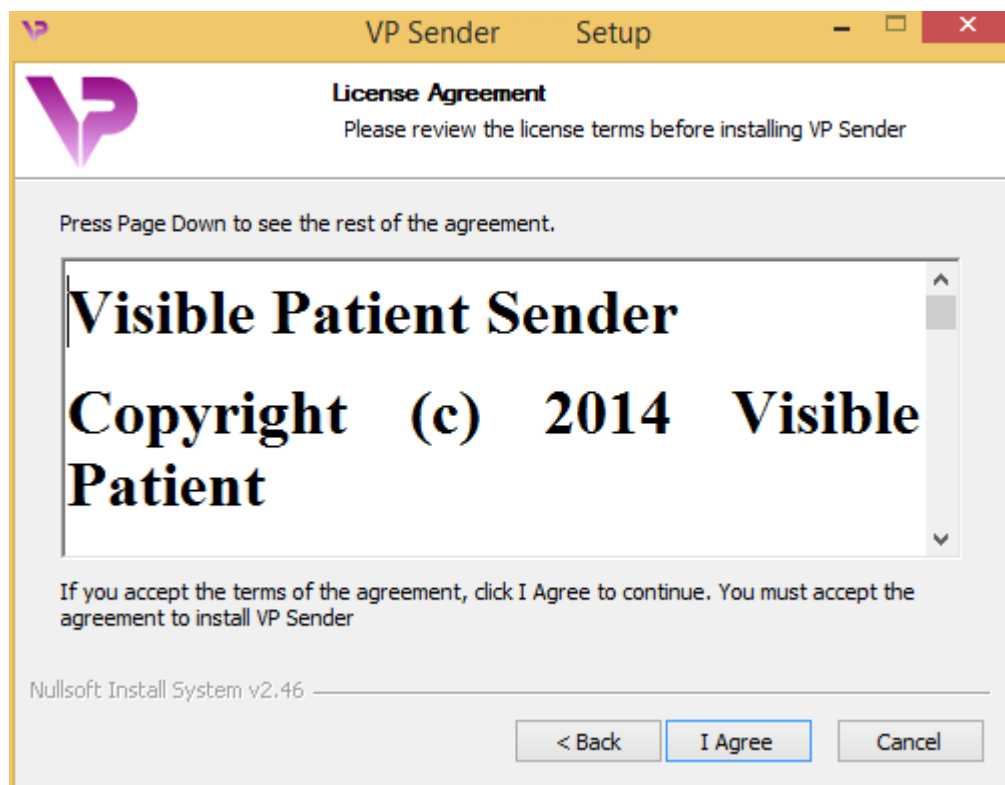 VP Sender Setup
VP
License Agreement
Please review the license terms before installing VP Sender
Press Page Down to see the rest of the agreement.
Visible Patient Sender
Copyright (c) 2014 Visible
Patient
If you accept the terms of the agreement, click I Agree to continue. You must accept the
agreement to install VP Sender
Nullsoft Install System v2.46
< Back I Agree Cancel